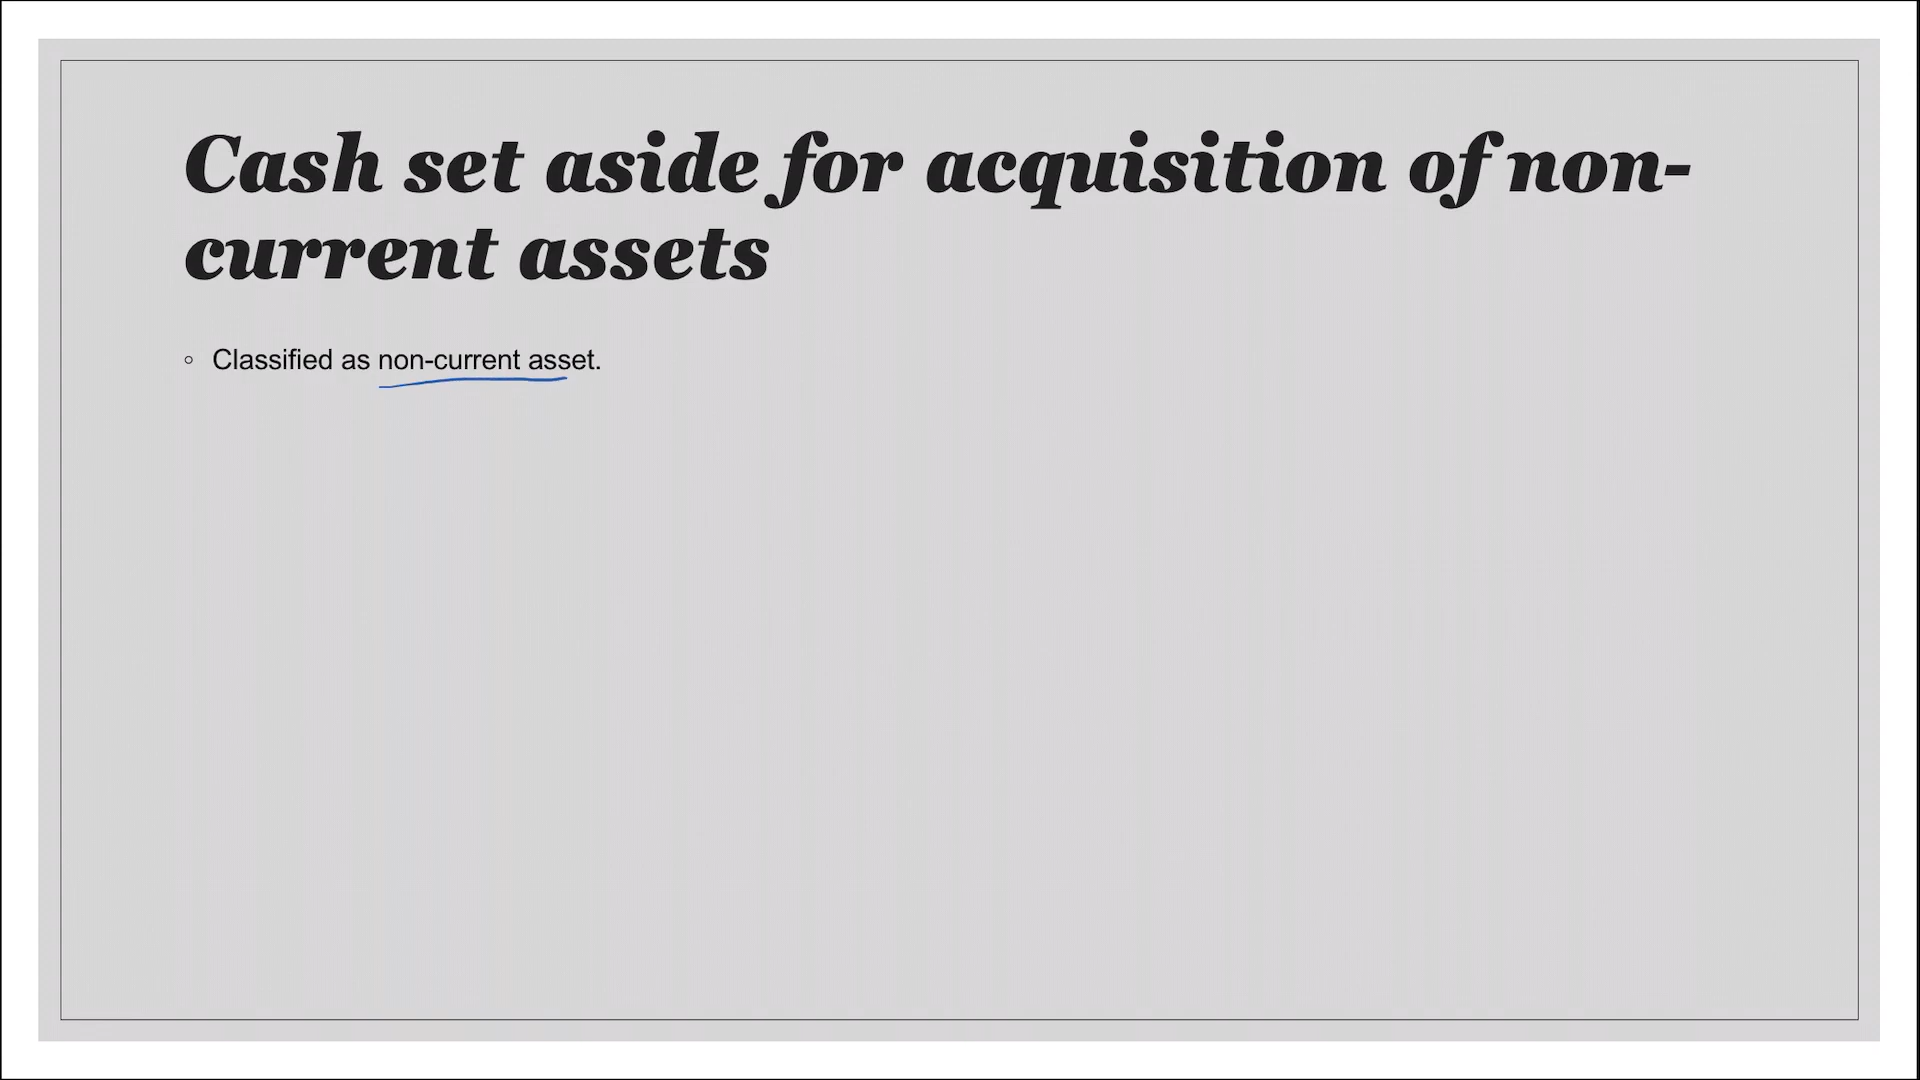 Cash set aside for acquisition of non-
current assets
◦ Classified as non-current asset.